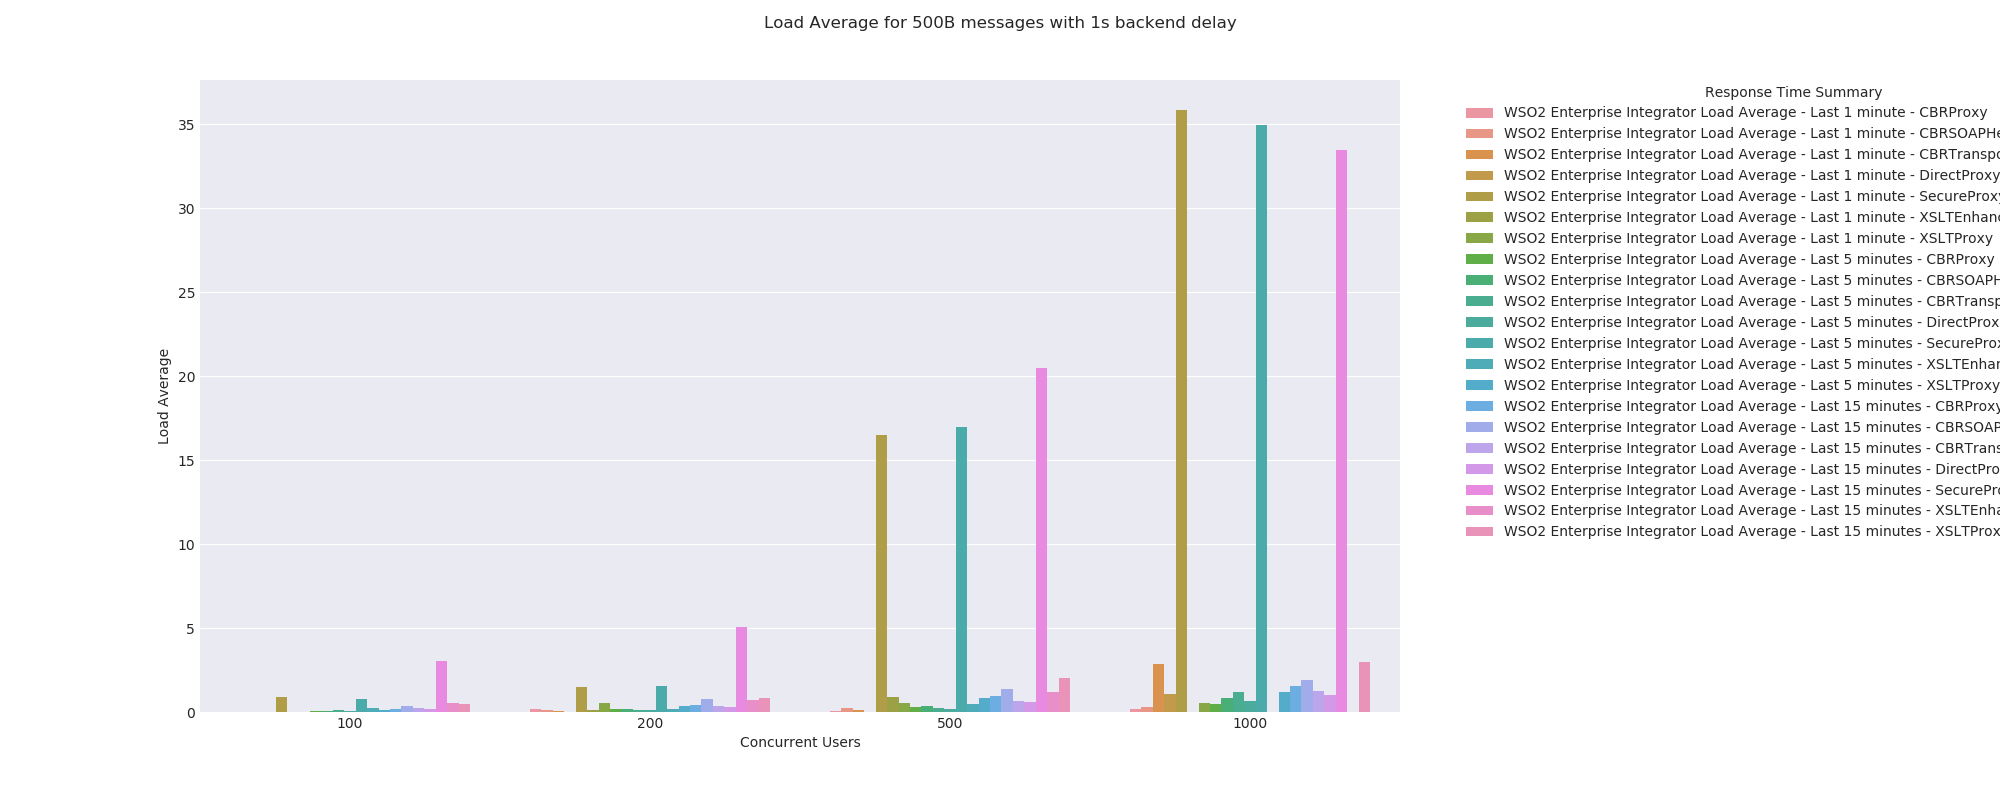 Load Average for 500B messages with 1s backend delay
35
30
25
20
15
10
5
0
Load Average
100
200
500
1000
Concurrent Users
Response Time Summary
WSO2 Enterprise Integrator Load Average - Last 1 minute - CBRProxy
WSO2 Enterprise Integrator Load Average - Last 1 minute - CBRSOAPHe
WSO2 Enterprise Integrator Load Average - Last 1 minute - CBRTranspo
WSO2 Enterprise Integrator Load Average - Last 1 minute - DirectProxy
WSO2 Enterprise Integrator Load Average - Last 1 minute - SecureProxy
WSO2 Enterprise Integrator Load Average - Last 1 minute - XSLTEnhanc
WSO2 Enterprise Integrator Load Average - Last 1 minute - XSLTProxy
WSO2 Enterprise Integrator Load Average - Last 5 minutes - CBRProxy
WSO2 Enterprise Integrator Load Average - Last 5 minutes - CBRSOAPH
WSO2 Enterprise Integrator Load Average - Last 5 minutes - CBRTransp
WSO2 Enterprise Integrator Load Average - Last 5 minutes - DirectProx
WSO2 Enterprise Integrator Load Average - Last 5 minutes - SecureProx
WSO2 Enterprise Integrator Load Average - Last 5 minutes - XSLTEnhan
WSO2 Enterprise Integrator Load Average - Last 5 minutes - XSLTProxy
WSO2 Enterprise Integrator Load Average - Last 15 minutes - CBRProxy
WSO2 Enterprise Integrator Load Average - Last 15 minutes - CBRSOAP
WSO2 Enterprise Integrator Load Average - Last 15 minutes - CBRTrans
WSO2 Enterprise Integrator Load Average - Last 15 minutes - DirectPro
WSO2 Enterprise Integrator Load Average - Last 15 minutes - SecurePro
WSO2 Enterprise Integrator Load Average - Last 15 minutes - XSLTEnha
WSO2 Enterprise Integrator Load Average - Last 15 minutes - XSLTProx